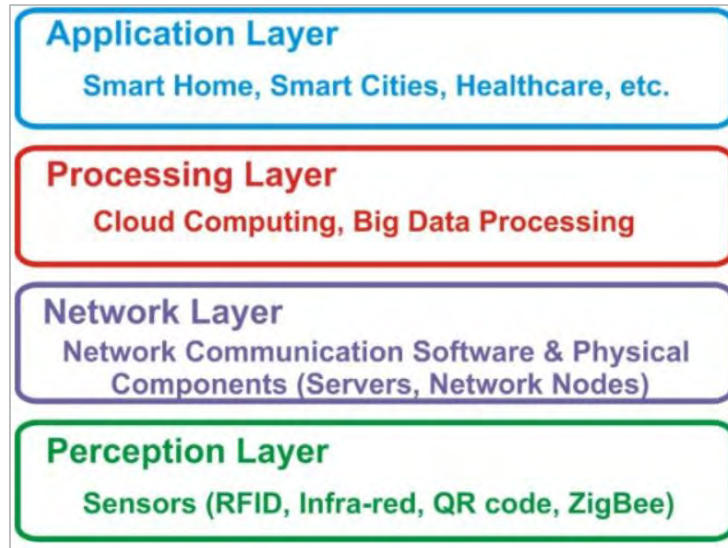 Application Layer
Smart Home, Smart Cities, Healthcare, etc.
Processing Layer
Cloud Computing, Big Data Processing
Network Layer
Network Communication Software & Physical
Components (Servers, Network Nodes)
Perception Layer
Sensors (RFID, Infra-red, QR code, ZigBee)